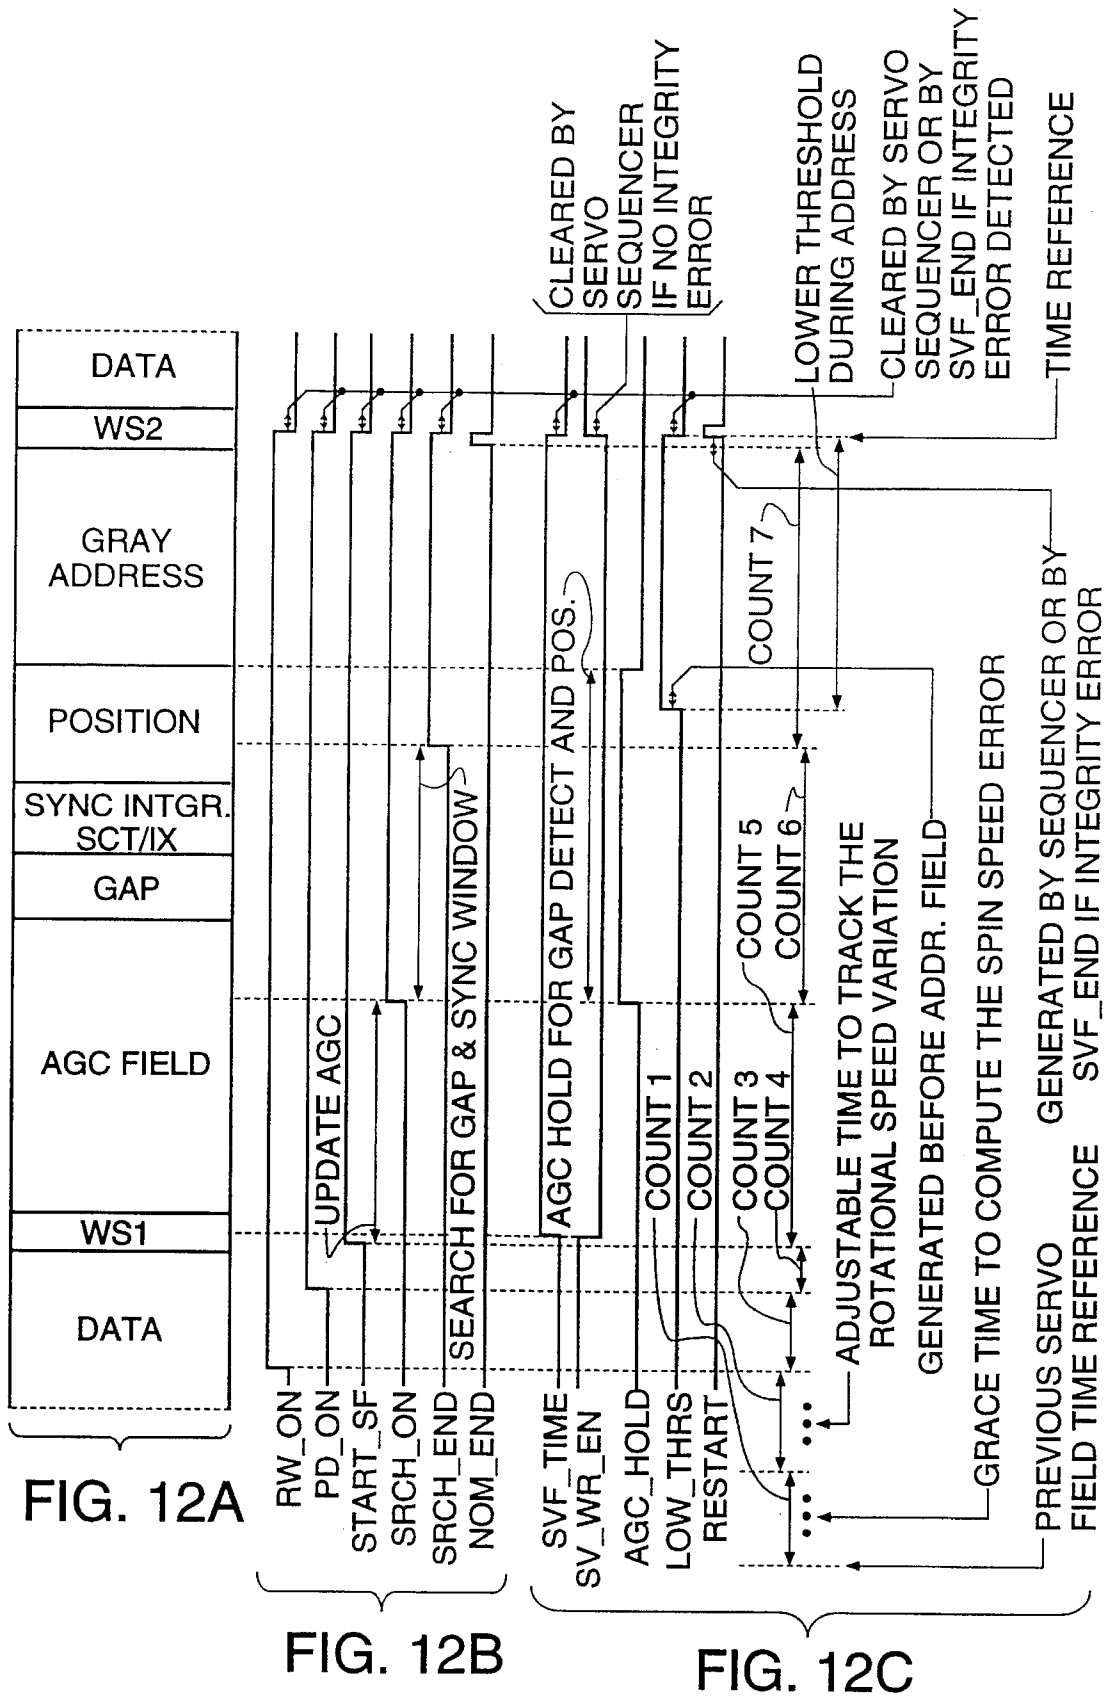 DATA
WS2
GRAY
ADDRESS
POSITION
SYNC INTGR.
SCT/IX
GAP
AGC FIELD
WS1
DATA
FIG. 12A
RW_ON
PD_ON
START_SF
SRCH_ON
SRCH_END
NOM_END
UPDATE AGC
SEARCH FOR GAP & SYNC WINDOW
FIG. 12B
SVF_TIME
SV_WR_EN
AGC_HOLD
LOW_THRS
RESTART
AGC HOLD FOR GAP DETECT AND POS.
CLEARED BY
SERVO
SEQUENCER
IF NO INTEGRITY
ERROR
COUNT 1
COUNT 2
COUNT 3
COUNT 4
COUNT 5
COUNT 6
COUNT 7
LOWER THRESHOLD
DURING ADDRESS
CLEARED BY SERVO
SEQUENCER OR BY
SVF_END IF INTEGRITY
ERROR DETECTED
TIME REFERENCE
ADJUSTABLE TIME TO TRACK THE
ROTATIONAL SPEED VARIATION
GENERATED BEFORE ADDR. FIELD
GRACE TIME TO COMPUTE THE SPIN SPEED ERROR
PREVIOUS SERVO
FIELD TIME REFERENCE
GENERATED BY SEQUENCER OR BY
SVF_END IF INTEGRITY ERROR
FIG. 12C